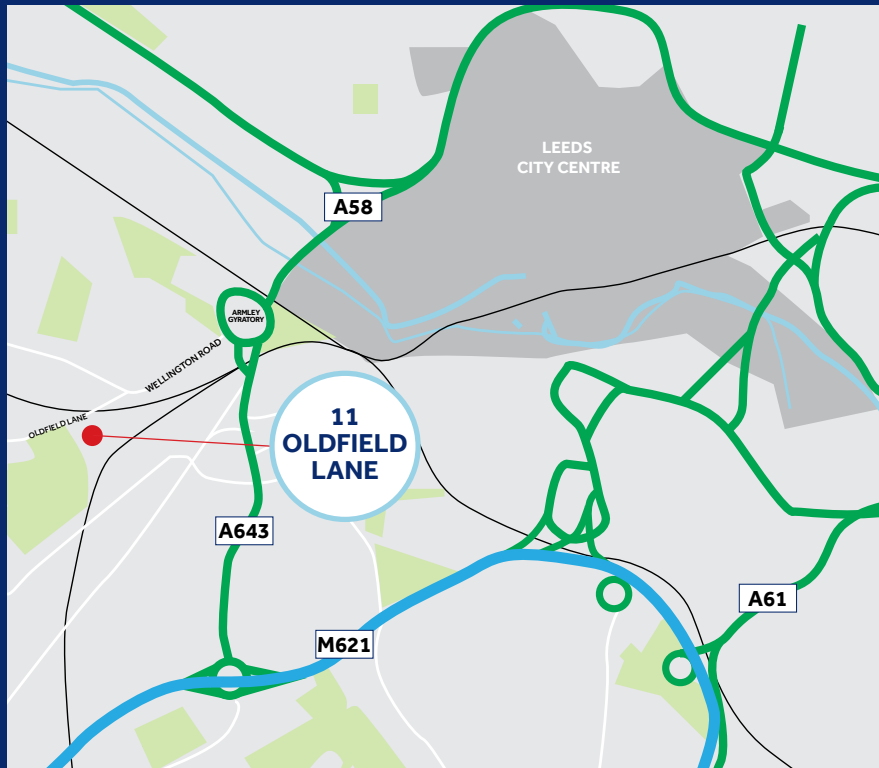 LEEDS
CITY CENTRE
A58
ARMLEY
GYRATORY
WELLINGTON ROAD
OLDFIELD LANE
11
OLDFIELD
LANE
A643
A61
M621